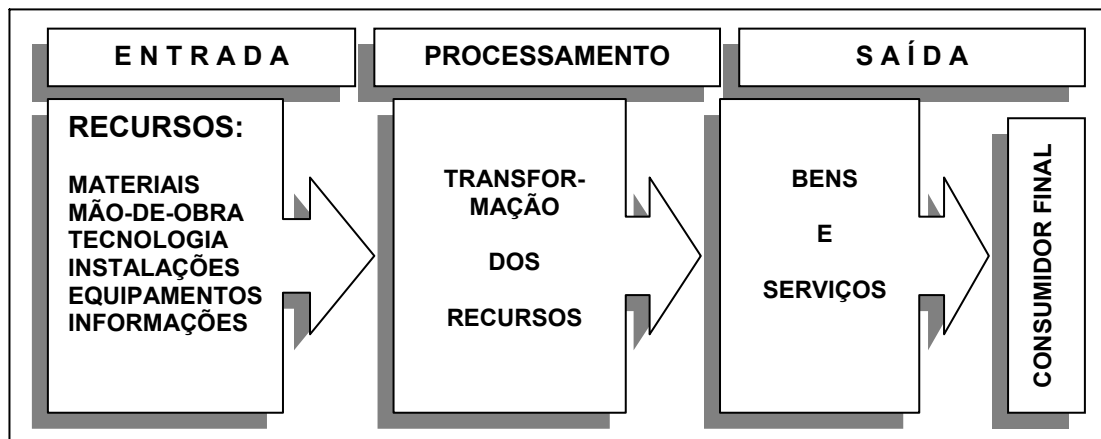 E N T R A D A
PROCESSAMENTO
S A Í D A
RECURSOS:
MATERIAIS
MÃO-DE-OBRA
TECNOLOGIA
INSTALAÇÕES
EQUIPAMENTOS
INFORMAÇÕES
TRANSFOR-
MAÇÃO
DOS
RECURSOS
BENS
E
SERVIÇOS
CONSUMIDOR FINAL